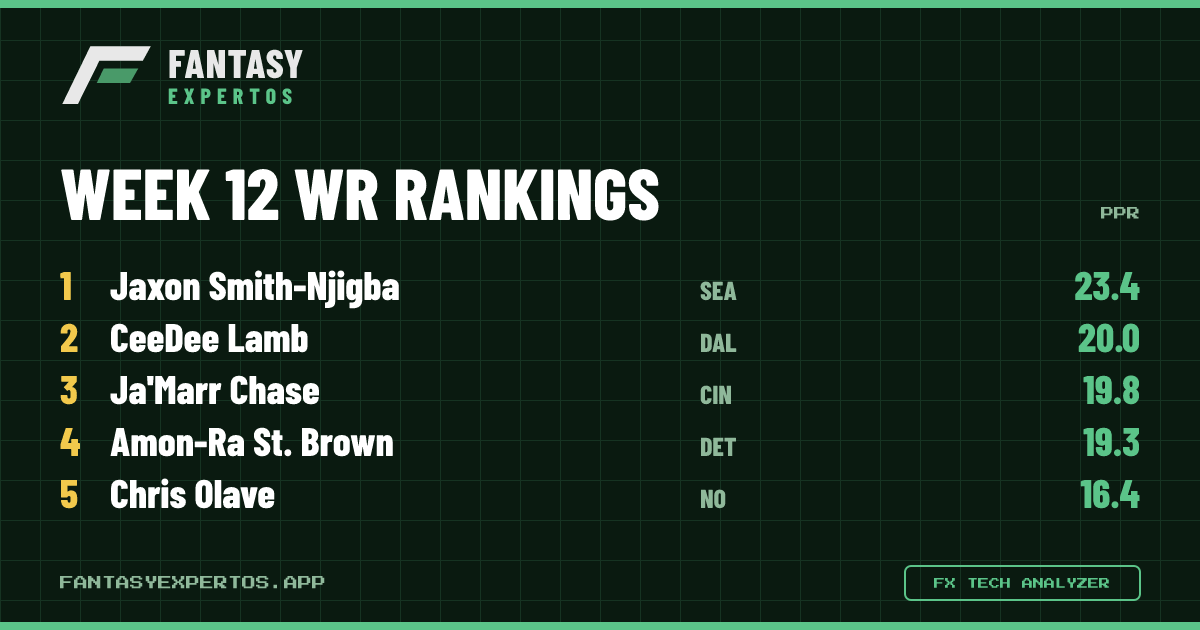 FANTASY
EXPERTOS
WEEK 12 WR RANKINGS
PPR
1 Jaxon Smith-Njigba SEA 23.4
2 CeeDee Lamb DAL 20.0
3 Ja'Marr Chase CIN 19.8
4 Amon-Ra St. Brown DET 19.3
5 Chris Olave NO 16.4
FANTASYEXPERTOS.APP
FX TECH ANALYZER